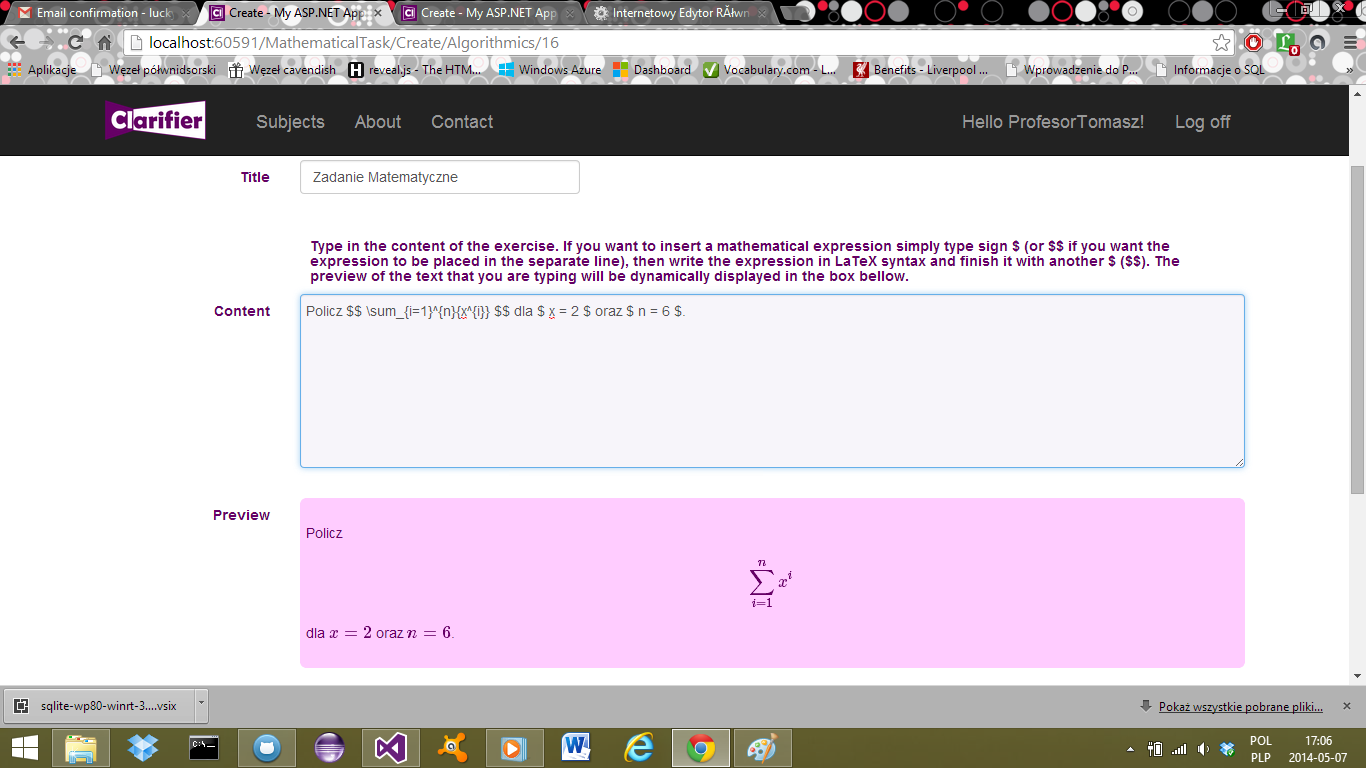 Email confirmation - lucky
Create - My ASP.NET App
Create - My ASP.NET App
Internetowy Edytor RĂłwn
localhost:60591/MathematicalTask/Create/Algorithmics/16
Aplikacje Węzeł półwnidsorski Węzeł cavendish reveal.js - The HTM... Windows Azure Dashboard Vocabulary.com - L... Benefits - Liverpool ... Wprowadzenie do P... Informacje o SQL »
Clarifier Subjects About Contact Hello ProfesorTomasz! Log off
Title Zadanie Matematyczne
Type in the content of the exercise. If you want to insert a mathematical expression simply type sign $ (or $$ if you want the
expression to be placed in the separate line), then write the expression in LaTeX syntax and finish it with another $ ($$). The
preview of the text that you are typing will be dynamically displayed in the box bellow.
Content Policz $$ \sum_{i=1}^{n}{x^{i}} $$ dla $ x = 2 $ oraz $ n = 6 $.
Preview
Policz
n
∑ xⁱ
i=1
dla x = 2 oraz n = 6.
sqlite-wp80-winrt-3....vsix Pokaż wszystkie pobrane pliki...
C:\_
POL 17:06
PLP 2014-05-07